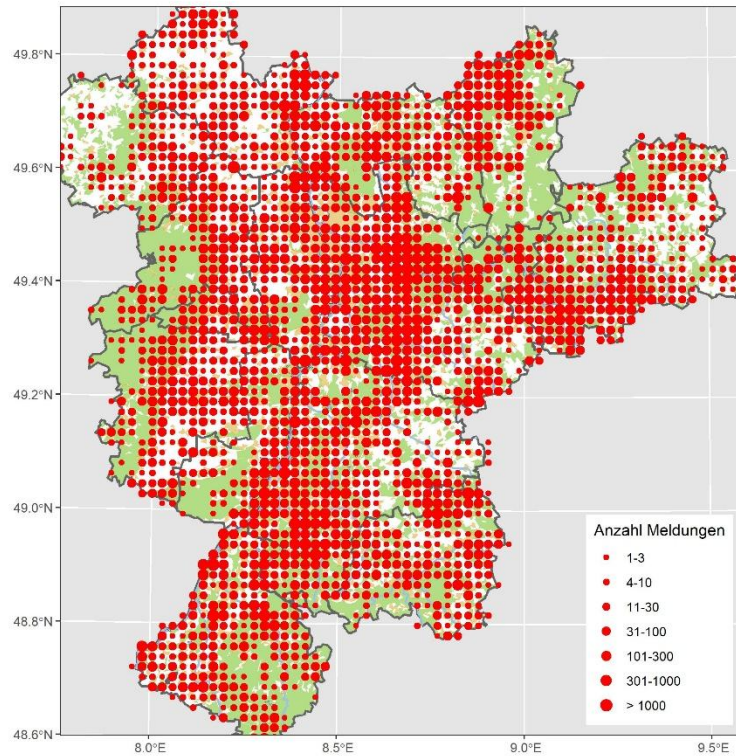 49.8°N
49.6°N
49.4°N
49.2°N
49.0°N
48.8°N
48.6°N
8.0°E
8.5°E
9.0°E
9.5°E
Anzahl Meldungen
1-3
4-10
11-30
31-100
101-300
301-1000
> 1000